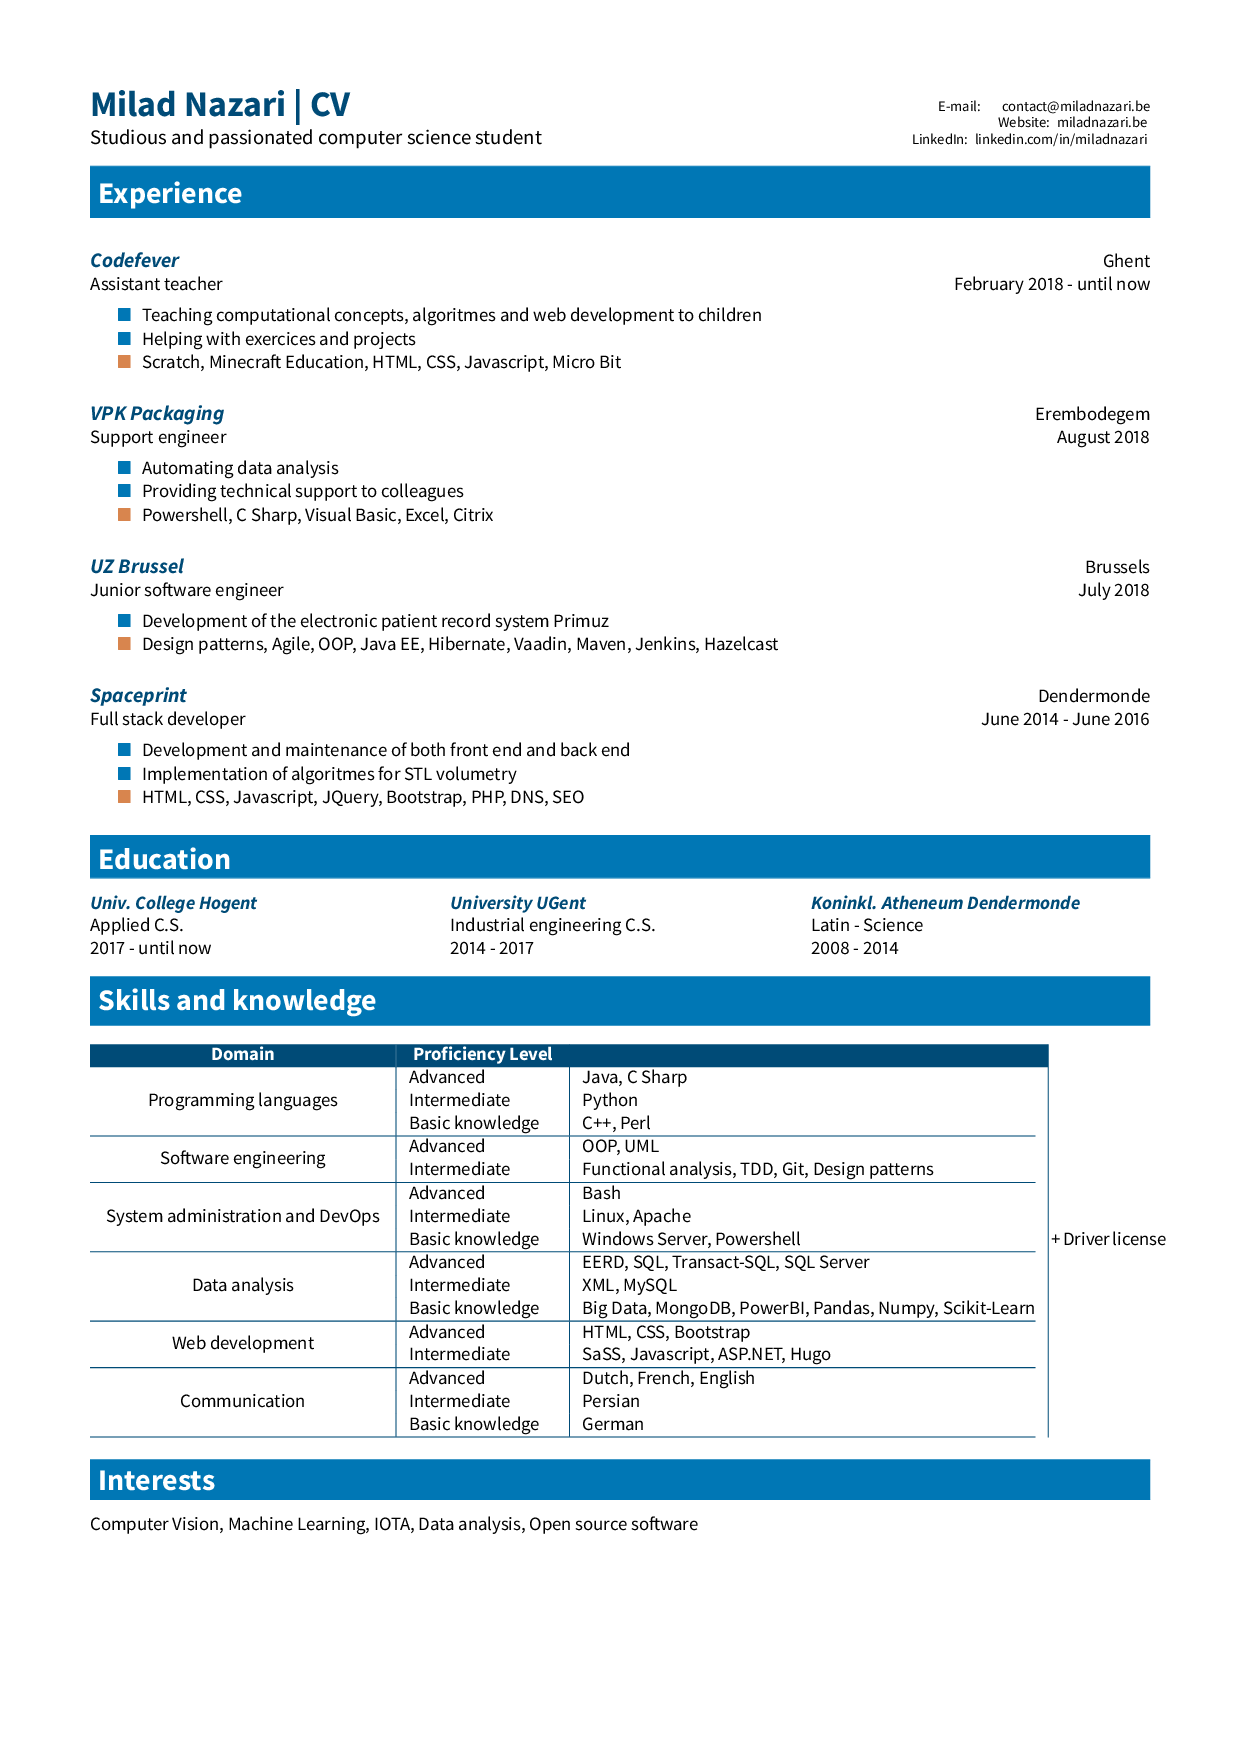 Milad Nazari | CV
Studious and passionated computer science student
E-mail: contact@miladnazari.be
Website: miladnazari.be
LinkedIn: linkedin.com/in/miladnazari
Experience
Codefever Ghent
Assistant teacher February 2018 - until now
Teaching computational concepts, algoritmes and web development to children
Helping with exercices and projects
Scratch, Minecraft Education, HTML, CSS, Javascript, Micro Bit
VPK Packaging Erembodegem
Support engineer August 2018
Automating data analysis
Providing technical support to colleagues
Powershell, C Sharp, Visual Basic, Excel, Citrix
UZ Brussel Brussels
Junior software engineer July 2018
Development of the electronic patient record system Primuz
Design patterns, Agile, OOP, Java EE, Hibernate, Vaadin, Maven, Jenkins, Hazelcast
Spaceprint Dendermonde
Full stack developer June 2014 - June 2016
Development and maintenance of both front end and back end
Implementation of algoritmes for STL volumetry
HTML, CSS, Javascript, JQuery, Bootstrap, PHP, DNS, SEO
Education
Univ. College Hogent University UGent Koninkl. Atheneum Dendermonde
Applied C.S. Industrial engineering C.S. Latin - Science
2017 - until now 2014 - 2017 2008 - 2014
Skills and knowledge
Domain Proficiency Level
Advanced Java, C Sharp
Programming languages Intermediate Python
Basic knowledge C++, Perl
Advanced OOP, UML
Software engineering
Intermediate Functional analysis, TDD, Git, Design patterns
Advanced Bash
System administration and DevOps Intermediate Linux, Apache
Basic knowledge Windows Server, Powershell + Driver license
Advanced EERD, SQL, Transact-SQL, SQL Server
Data analysis Intermediate XML, MySQL
Basic knowledge Big Data, MongoDB, PowerBI, Pandas, Numpy, Scikit-Learn
Advanced HTML, CSS, Bootstrap
Web development
Intermediate SaSS, Javascript, ASP.NET, Hugo
Advanced Dutch, French, English
Communication Intermediate Persian
Basic knowledge German
Interests
Computer Vision, Machine Learning, IOTA, Data analysis, Open source software